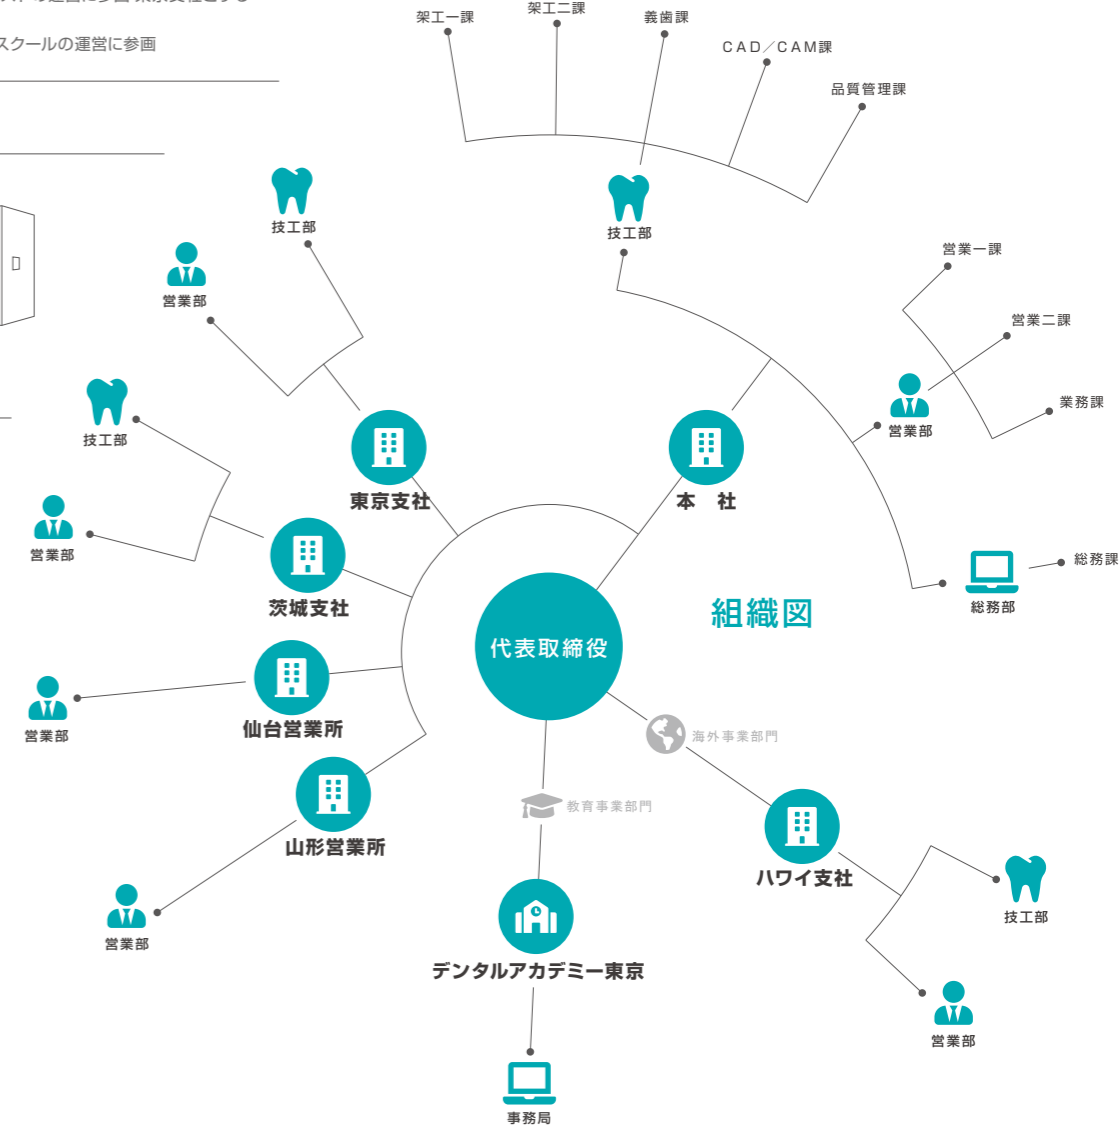 スクールの運営に参画
架工一課
架工二課
義歯課
CAD／CAM課
品質管理課
技工部
技工部
営業部
営業一課
営業二課
業務課
営業部
技工部
営業部
東京支社
本　社
茨城支社
総務課
総務部
組織図
代表取締役
仙台営業所
営業部
海外事業部門
教育事業部門
山形営業所
ハワイ支社
営業部
技工部
デンタルアカデミー東京
営業部
事務局